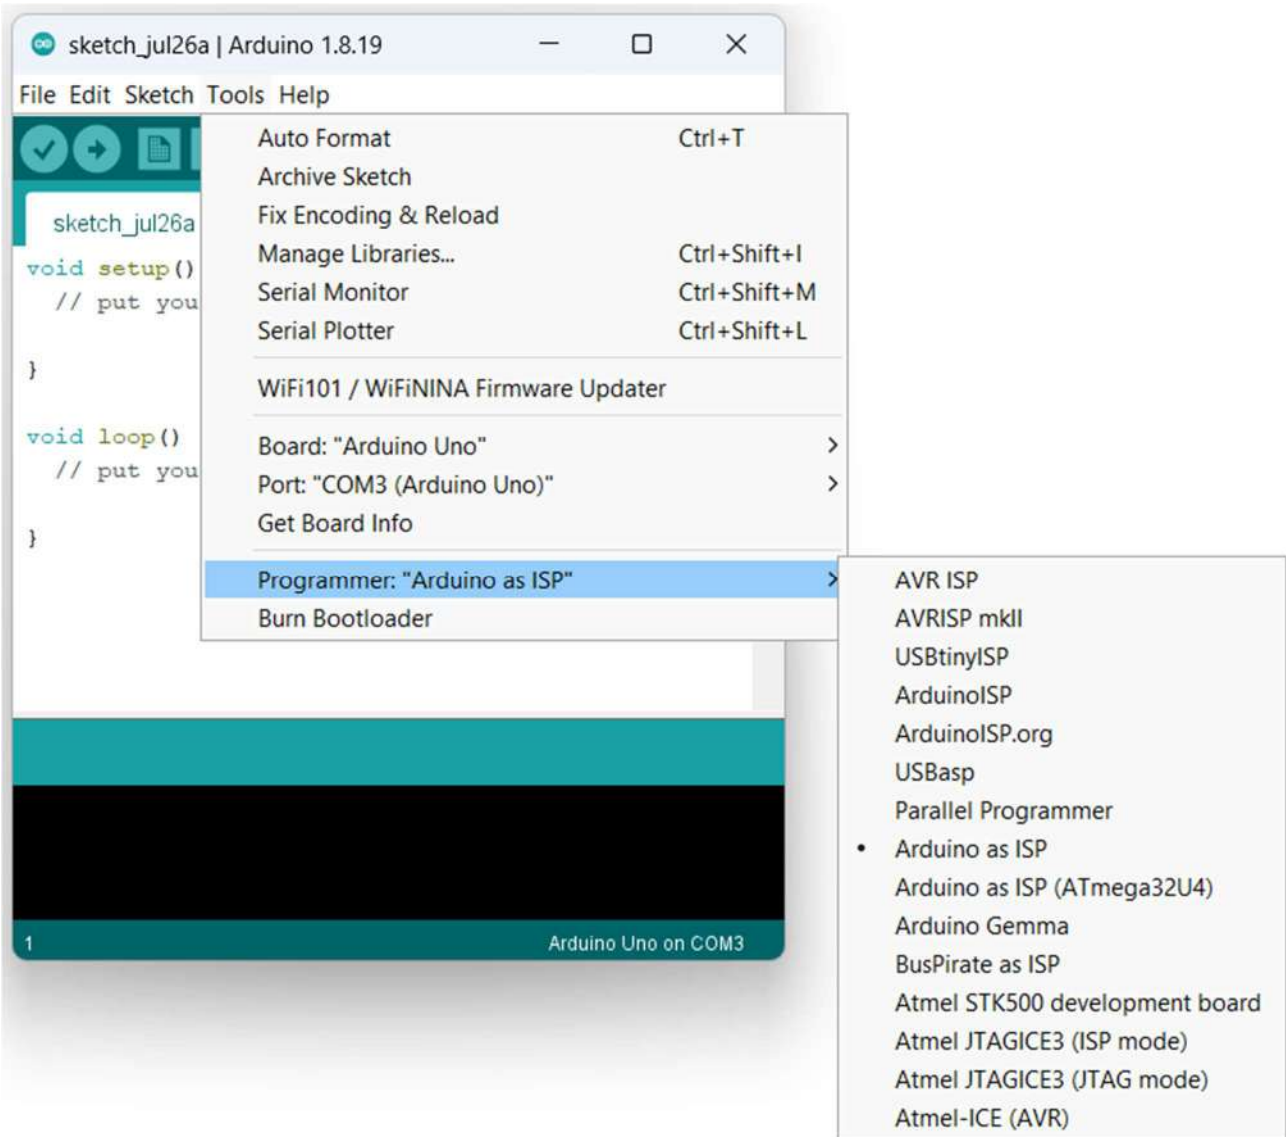 sketch_jul26a | Arduino 1.8.19
File Edit Sketch Tools Help
Auto Format Ctrl+T
Archive Sketch
Fix Encoding & Reload
Manage Libraries... Ctrl+Shift+I
Serial Monitor Ctrl+Shift+M
Serial Plotter Ctrl+Shift+L
WiFi101 / WiFiNINA Firmware Updater
Board: "Arduino Uno"
Port: "COM3 (Arduino Uno)"
Get Board Info
Programmer: "Arduino as ISP"
Burn Bootloader
sketch_jul26a
void setup()
// put you
}
void loop()
// put you
}
AVR ISP
AVRISP mkII
USBtinyISP
ArduinoISP
ArduinoISP.org
USBasp
Parallel Programmer
• Arduino as ISP
Arduino as ISP (ATmega32U4)
Arduino Gemma
BusPirate as ISP
Atmel STK500 development board
Atmel JTAGICE3 (ISP mode)
Atmel JTAGICE3 (JTAG mode)
Atmel-ICE (AVR)
1 Arduino Uno on COM3